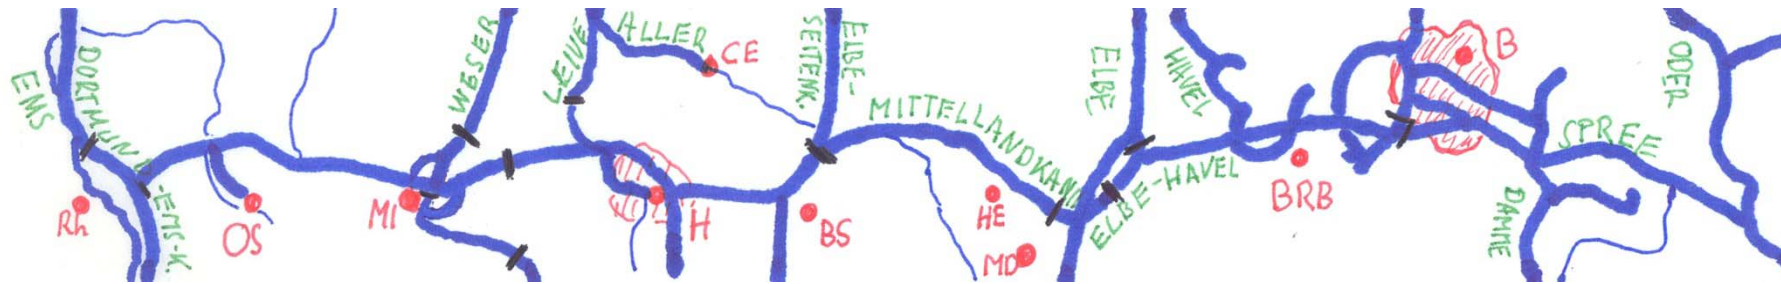 EMS
DORTMUND-EMS-K.
Rh
OS
MI
WESER
LEINE
ALLER
CE
H
BS
ELBE-
SEITENK.
MITTELLANDKANAL
HE
MD
ELBE
ELBE-HAVEL
HAVEL
BRB
B
SPREE
DAMME
ODER